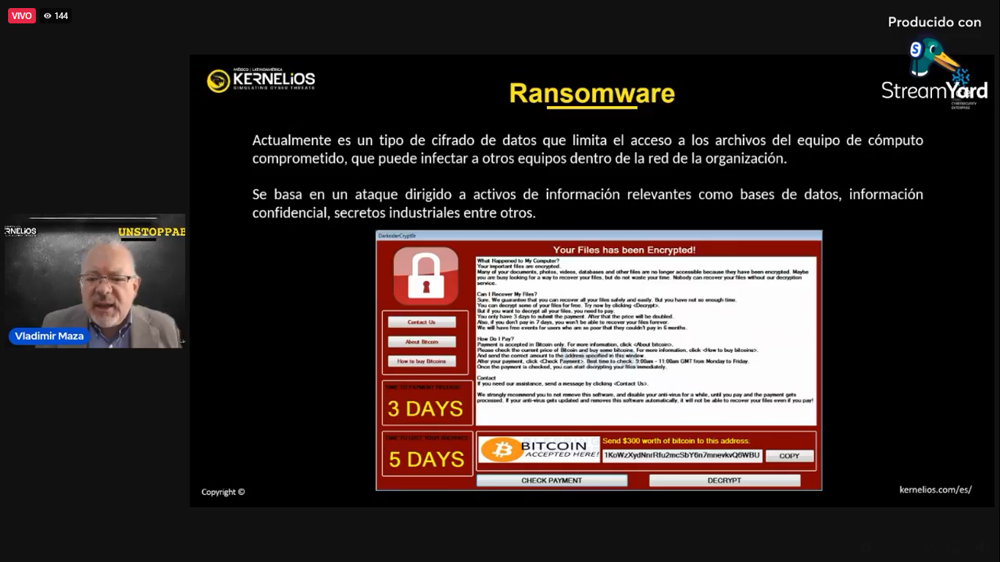 VIVO
144
Producido con
StreamYard
CYBERSECURITY
ENTERPRISE
MÉXICO | LATINOAMÉRICA
KERNELiOS
SIMULATING CYBER THREATS
Ransomware
Actualmente es un tipo de cifrado de datos que limita el acceso a los archivos del equipo de cómputo
comprometido, que puede infectar a otros equipos dentro de la red de la organización.
Se basa en un ataque dirigido a activos de información relevantes como bases de datos, información
confidencial, secretos industriales entre otros.
ERNELiOS
UNSTOPPAB
Vladimir Maza
DarkoderCryptBr
Your Files has been Encrypted!
What Happened to My Computer?
Your important files are encrypted.
Many of your documents, photos, videos, databases and other files are no longer accessible because they have been encrypted. Maybe
you are busy looking for a way to recover your files, but do not waste your time. Nobody can recover your files without our decryption
service.
Can I Recover My Files?
Sure. We guarantee that you can recover all your files safely and easily. But you have not so enough time.
You can decrypt some of your files for free. Try now by clicking <Decrypt>.
But if you want to decrypt all your files, you need to pay.
You only have 3 days to submit the payment. After that the price will be doubled.
Also, if you don't pay in 7 days, you won't be able to recover your files forever.
We will have free events for users who are so poor that they couldn't pay in 6 months.
How Do I Pay?
Payment is accepted in Bitcoin only. For more information, click <About bitcoin>.
Please check the current price of Bitcoin and buy some bitcoins. For more information, click <How to buy bitcoins>.
And send the correct amount to the address specified in this window.
After your payment, click <Check Payment>. Best time to check: 9:00am - 11:00am GMT from Monday to Friday.
Once the payment is checked, you can start decrypting your files immediately.
Contact
If you need our assistance, send a message by clicking <Contact Us>.
We strongly recommend you to not remove this software, and disable your anti-virus for a while, until you pay and the payment gets
processed. If your anti-virus gets updated and removes this software automatically, it will not be able to recover your files even if you pay!
Contact Us
About Bitcoin
How to buy Bitcoins
TIME TO PAYMENT RELEASE:
3 DAYS
TIME TO LOST YOUR
5 DAYS
BITCOIN
ACCEPTED HERE!
Send $300 worth of bitcoin to this address:
1KoWzXydNnrRfu2mcSbY6n7mnevkvQ6WBU
COPY
CHECK PAYMENT
DECRYPT
Copyright ©
kernelios.com/es/